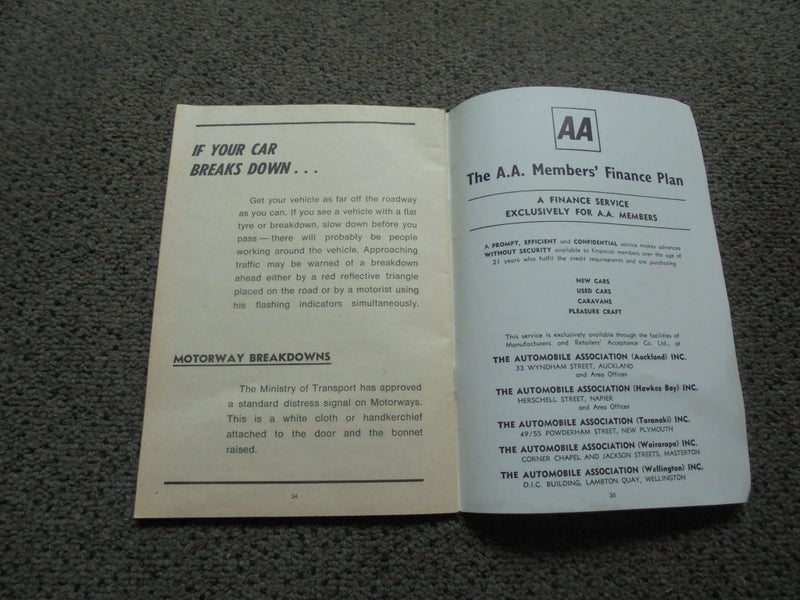 IF YOUR CAR
BREAKS DOWN . . .
Get your vehicle as far off the roadway
as you can. If you see a vehicle with a flat
tyre or breakdown, slow down before you
pass — there will probably be people
working around the vehicle. Approaching
traffic may be warned of a breakdown
ahead either by a red reflective triangle
placed on the road or by a motorist using
his flashing indicators simultaneously.
MOTORWAY BREAKDOWNS
The Ministry of Transport has approved
a standard distress signal on Motorways.
This is a white cloth or handkerchief
attached to the door and the bonnet
raised.
34
AA
The A.A. Members' Finance Plan
A FINANCE SERVICE
EXCLUSIVELY FOR A.A. MEMBERS
A PROMPT, EFFICIENT and CONFIDENTIAL service makes advances
WITHOUT SECURITY available to financial members over the age of
21 years who fulfil the credit requirements and are purchasing
NEW CARS
USED CARS
CARAVANS
PLEASURE CRAFT
This service is exclusively available through the facilities of
Manufacturers and Retailers' Acceptance Co. Ltd., at
THE AUTOMOBILE ASSOCIATION (Auckland) INC.
33 WYNDHAM STREET, AUCKLAND
and Area Offices
THE AUTOMOBILE ASSOCIATION (Hawkes Bay) INC.
HERSCHELL STREET, NAPIER
and Area Offices
THE AUTOMOBILE ASSOCIATION (Taranaki) INC.
49/55 POWDERHAM STREET, NEW PLYMOUTH
THE AUTOMOBILE ASSOCIATION (Wairarapa) INC.
CORNER CHAPEL AND JACKSON STREETS, MASTERTON
THE AUTOMOBILE ASSOCIATION (Wellington) INC.
D.I.C. BUILDING, LAMBTON QUAY, WELLINGTON
35